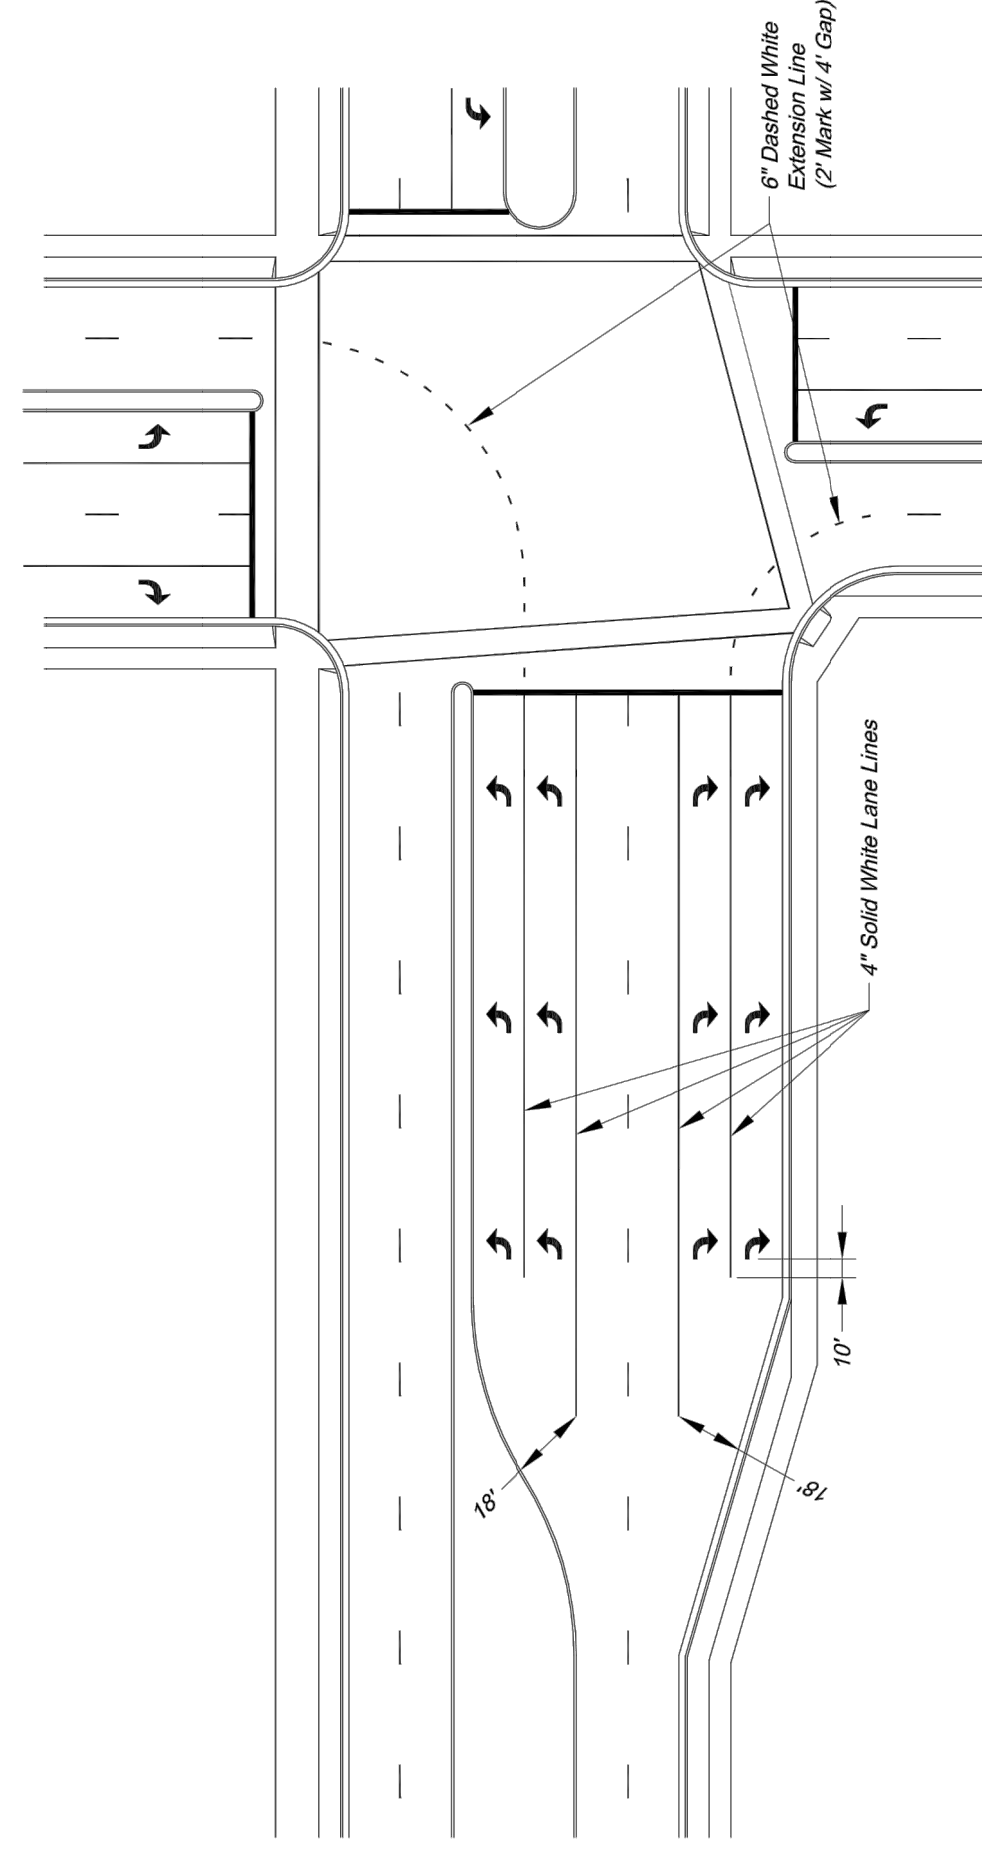 6" Dashed White
Extension Line
(2' Mark w/ 4' Gap)
4" Solid White Lane Lines
10'
18'
18'